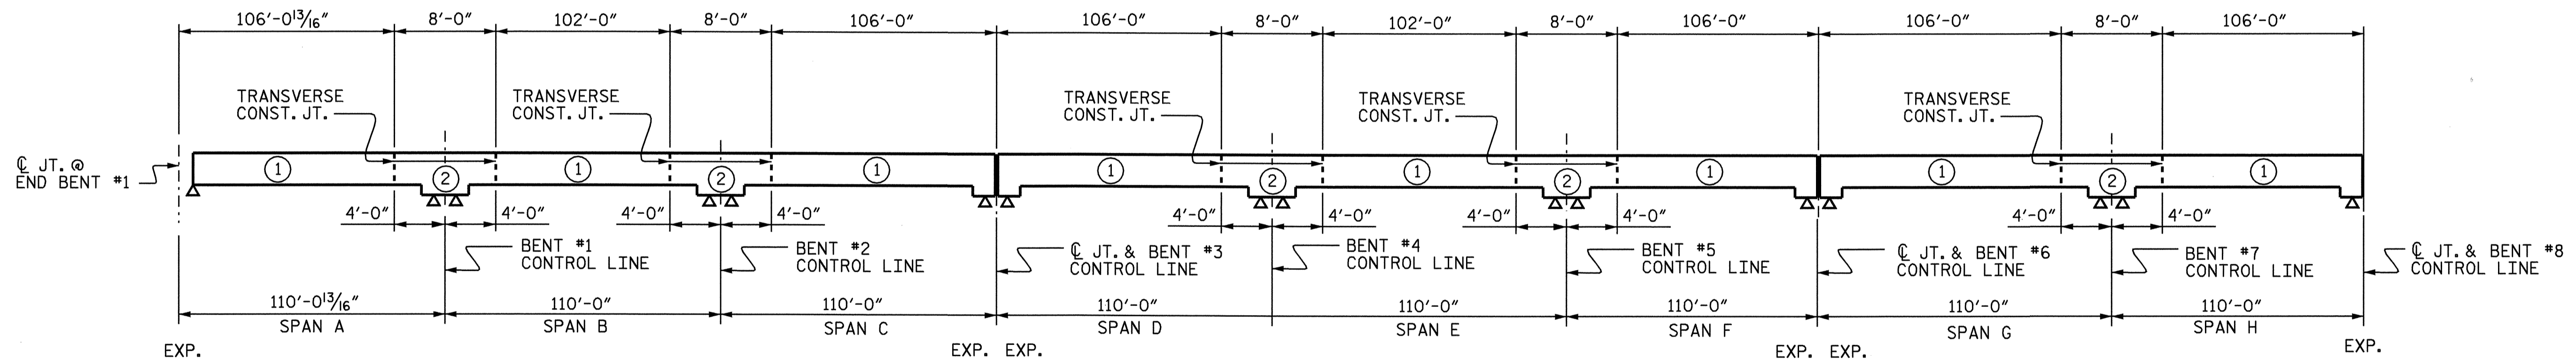 106'-0 13/16" 8'-0" 102'-0" 8'-0" 106'-0" 106'-0" 8'-0" 102'-0" 8'-0" 106'-0" 106'-0" 8'-0" 106'-0"
TRANSVERSE
CONST. JT.
TRANSVERSE
CONST. JT.
TRANSVERSE
CONST. JT.
TRANSVERSE
CONST. JT.
TRANSVERSE
CONST. JT.
℄ JT. @
END BENT #1
1 2 1 2 1 1 2 1 2 1 1 2 1
4'-0" 4'-0" 4'-0" 4'-0" 4'-0" 4'-0" 4'-0" 4'-0" 4'-0" 4'-0"
BENT #1
CONTROL LINE
BENT #2
CONTROL LINE
℄ JT. & BENT #3
CONTROL LINE
BENT #4
CONTROL LINE
BENT #5
CONTROL LINE
℄ JT. & BENT #6
CONTROL LINE
BENT #7
CONTROL LINE
℄ JT. & BENT #8
CONTROL LINE
110'-0 13/16" 110'-0" 110'-0" 110'-0" 110'-0" 110'-0" 110'-0" 110'-0"
SPAN A SPAN B SPAN C SPAN D SPAN E SPAN F SPAN G SPAN H
EXP. EXP. EXP. EXP. EXP. EXP.